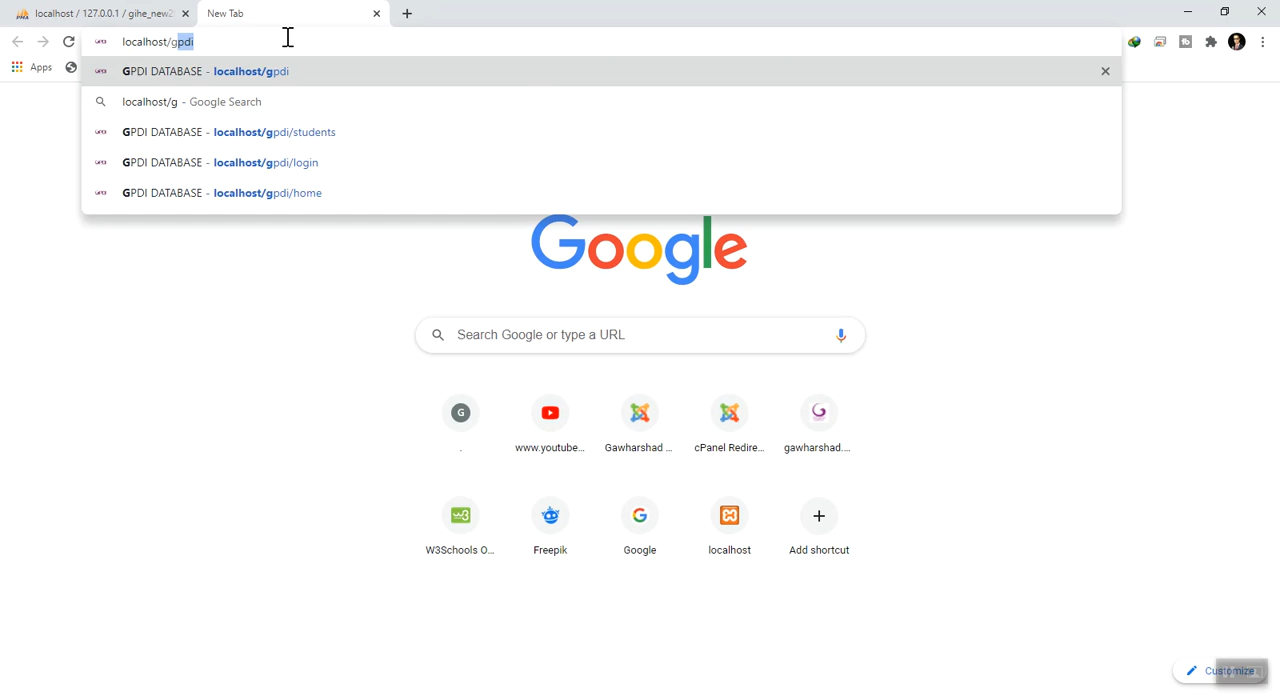 localhost / 127.0.0.1 / gihe_new2
New Tab
localhost/gpdi
Apps
GPDI DATABASE - localhost/gpdi
localhost/g - Google Search
GPDI DATABASE - localhost/gpdi/students
GPDI DATABASE - localhost/gpdi/login
GPDI DATABASE - localhost/gpdi/home
Google
Search Google or type a URL
G
.
www.youtube...
Gawharshad ...
cPanel Redire...
gawharshad....
W3Schools O...
Freepik
Google
localhost
Add shortcut
Customize